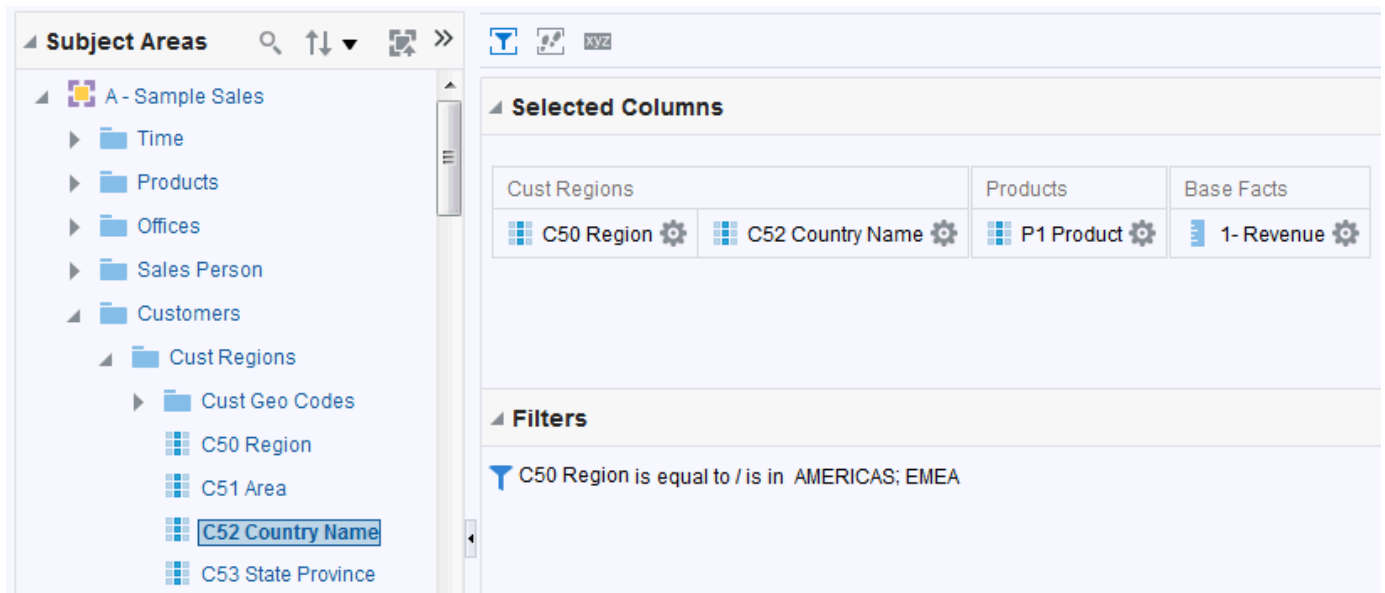 Subject Areas
A - Sample Sales
Time
Products
Offices
Sales Person
Customers
Cust Regions
Cust Geo Codes
C50 Region
C51 Area
C52 Country Name
C53 State Province
xyz
Selected Columns
Cust Regions Products Base Facts
C50 Region C52 Country Name P1 Product 1- Revenue
Filters
C50 Region is equal to / is in AMERICAS; EMEA